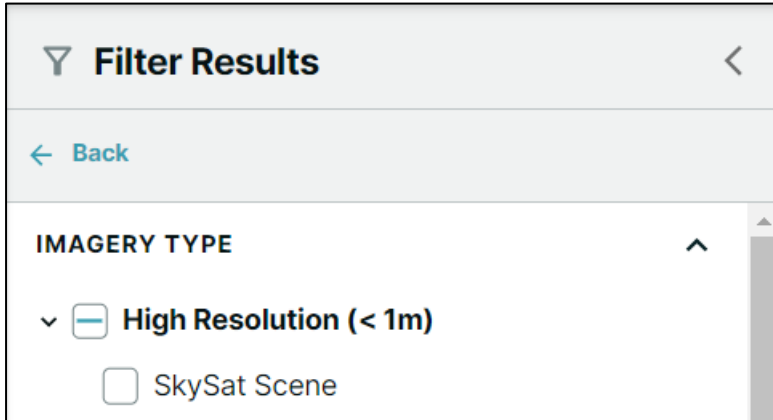 Filter Results
Back
IMAGERY TYPE
High Resolution (< 1m)
SkySat Scene